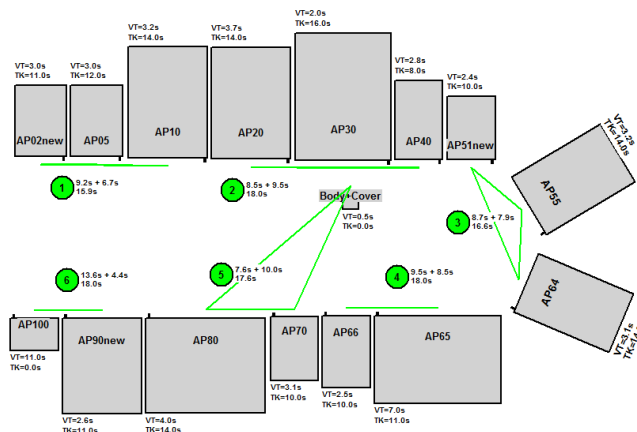 VT=3.0s
TK=11.0s
AP02new
VT=3.0s
TK=12.0s
AP05
VT=3.2s
TK=14.0s
AP10
VT=3.7s
TK=14.0s
AP20
VT=2.0s
TK=16.0s
AP30
VT=2.8s
TK=8.0s
AP40
VT=2.4s
TK=10.0s
AP51new
VT=3.2s
TK=14.0s
AP55
1
9.2s + 6.7s
15.9s
2
8.5s + 9.5s
18.0s
Body+Cover
VT=0.5s
TK=0.0s
3
8.7s + 7.9s
16.6s
6
13.6s + 4.4s
18.0s
5
7.6s + 10.0s
17.6s
4
9.5s + 8.5s
18.0s
AP64
VT=3.1s
AP100
VT=11.0s
TK=0.0s
AP90new
VT=2.6s
TK=11.0s
AP80
VT=4.0s
TK=14.0s
AP70
VT=3.1s
TK=10.0s
AP66
VT=2.5s
TK=10.0s
AP65
VT=7.0s
TK=11.0s